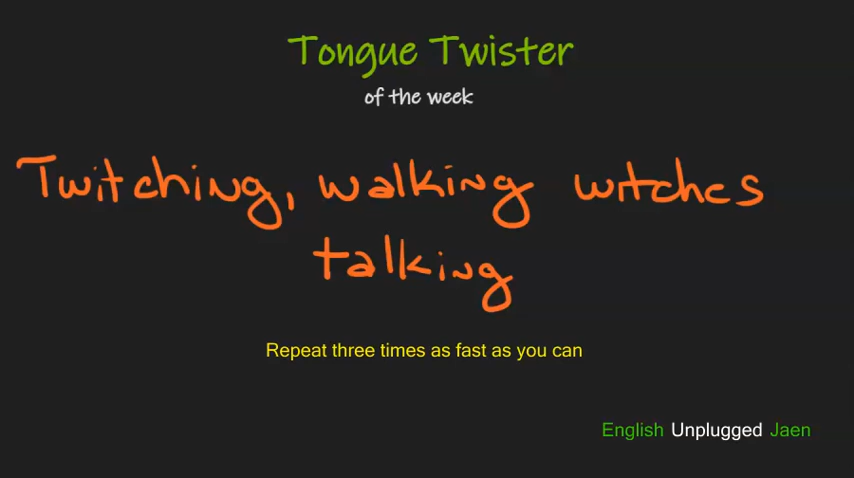 Tongue Twister
of the week
Twitching, walking witches
talking
Repeat three times as fast as you can
English Unplugged Jaen